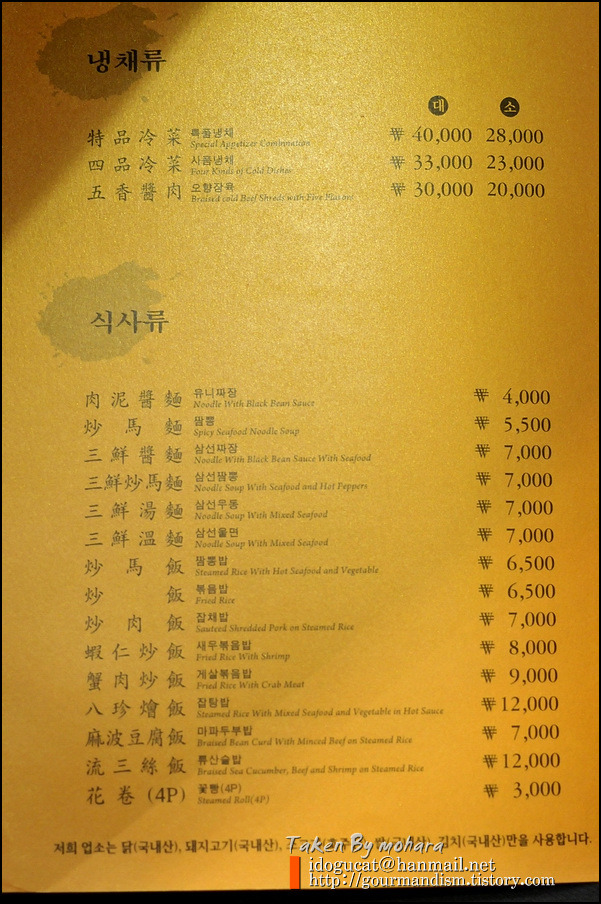 냉채류
대 소
特品冷菜 특품냉채 ₩ 40,000 28,000
Special Appetizer Combination
四品冷菜 사품냉채 ₩ 33,000 23,000
Four Kinds of Cold Dishes
五香醬肉 오향장육 ₩ 30,000 20,000
Braised cold Beef Shreds with Five Flavors
식사류
肉泥醬麵 유니짜장 ₩ 4,000
Noodle With Black Bean Sauce
炒馬麵 짬뽕 ₩ 5,500
Spicy Seafood Noodle Soup
三鮮醬麵 삼선짜장 ₩ 7,000
Noodle With Black Bean Sauce With Seafood
三鮮炒馬麵 삼선짬뽕 ₩ 7,000
Noodle Soup With Seafood and Hot Peppers
三鮮湯麵 삼선우동 ₩ 7,000
Noodle Soup With Mixed Seafood
三鮮溫麵 삼선울면 ₩ 7,000
Noodle Soup With Mixed Seafood
炒馬飯 짬뽕밥 ₩ 6,500
Steamed Rice With Hot Seafood and Vegetable
炒飯 볶음밥 ₩ 6,500
Fried Rice
炒肉飯 잡채밥 ₩ 7,000
Sauteed Shredded Pork on Steamed Rice
蝦仁炒飯 새우볶음밥 ₩ 8,000
Fried Rice With Shrimp
蟹肉炒飯 게살볶음밥 ₩ 9,000
Fried Rice With Crab Meat
八珍燴飯 잡탕밥 ₩ 12,000
Steamed Rice With Mixed Seafood and Vegetable in Hot Sauce
麻波豆腐飯 마파두부밥 ₩ 7,000
Braised Bean Curd With Minced Beef on Steamed Rice
流三絲飯 류산슬밥 ₩ 12,000
Braised Sea Cucumber, Beef and Shrimp on Steamed Rice
花卷 (4P) 꽃빵(4P) ₩ 3,000
Steamed Roll(4P)
저희 업소는 닭(국내산), 돼지고기(국내산), 김치(국내산)만을 사용합니다.
Taken By mohara
idogucat@hanmail.net
http://gourmandism.tistory.com